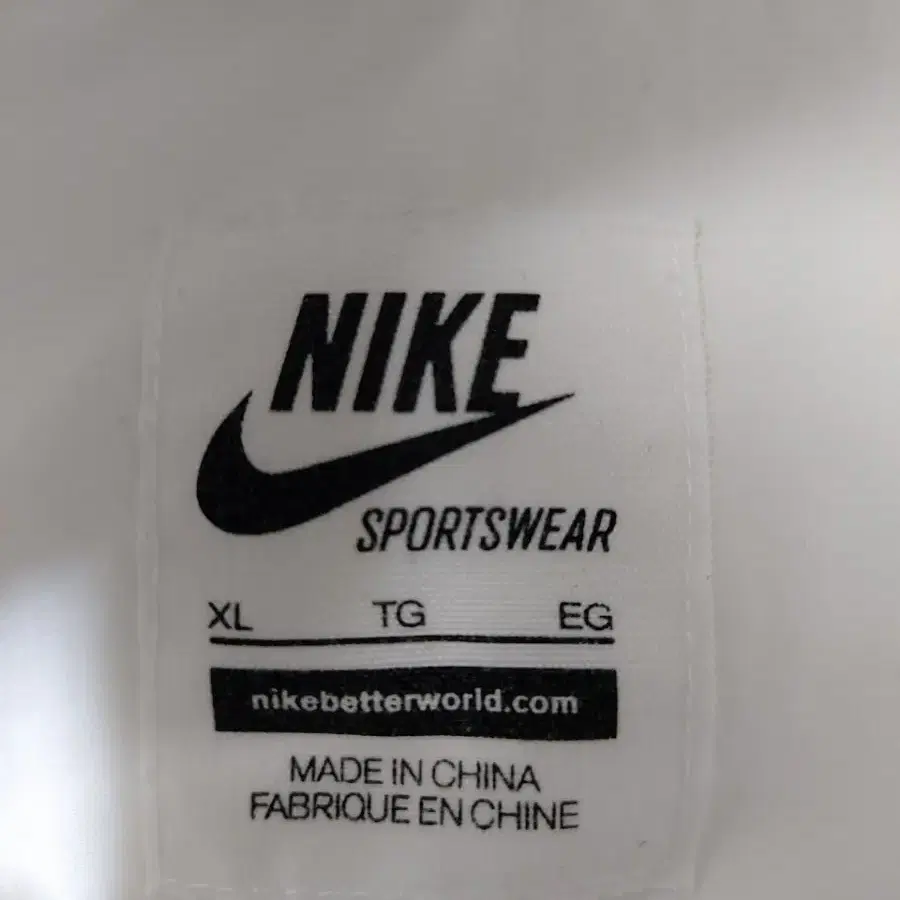 NIKE
SPORTSWEAR
XL TG EG
nikebetterworld.com
MADE IN CHINA
FABRIQUE EN CHINE